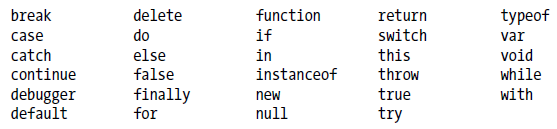 break delete function return typeof
case do if switch var
catch else in this void
continue false instanceof throw while
debugger finally new true with
default for null try